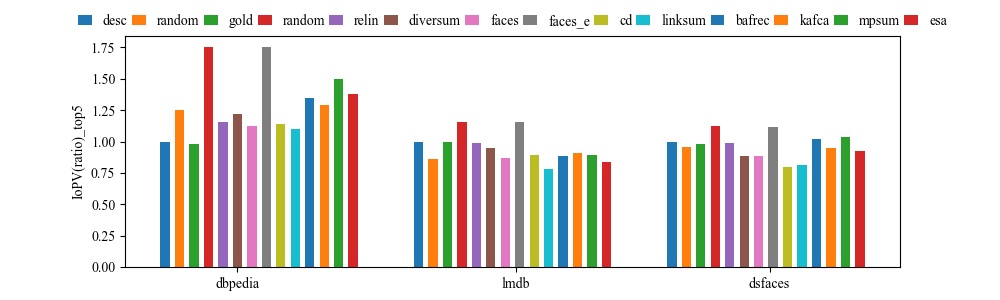 desc random gold random relin diversum faces faces_e cd linksum bafrec kafca mpsum esa
IoPV(ratio)_top5
1.75
1.50
1.25
1.00
0.75
0.50
0.25
0.00
dbpedia lmdb dsfaces